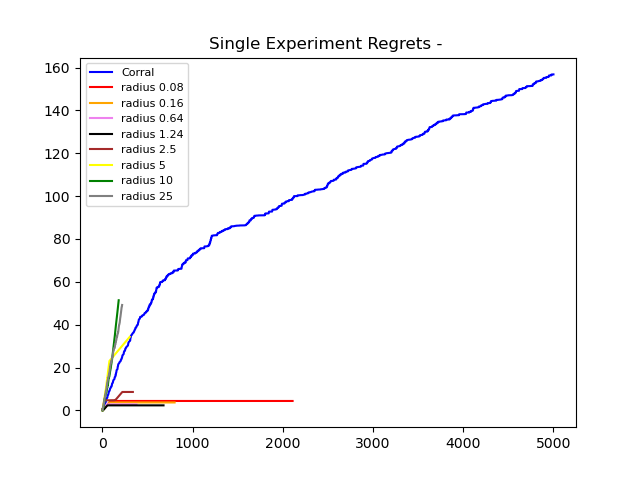 Single Experiment Regrets -
160
140
120
100
80
60
40
20
0
Corral
radius 0.08
radius 0.16
radius 0.64
radius 1.24
radius 2.5
radius 5
radius 10
radius 25
0 1000 2000 3000 4000 5000